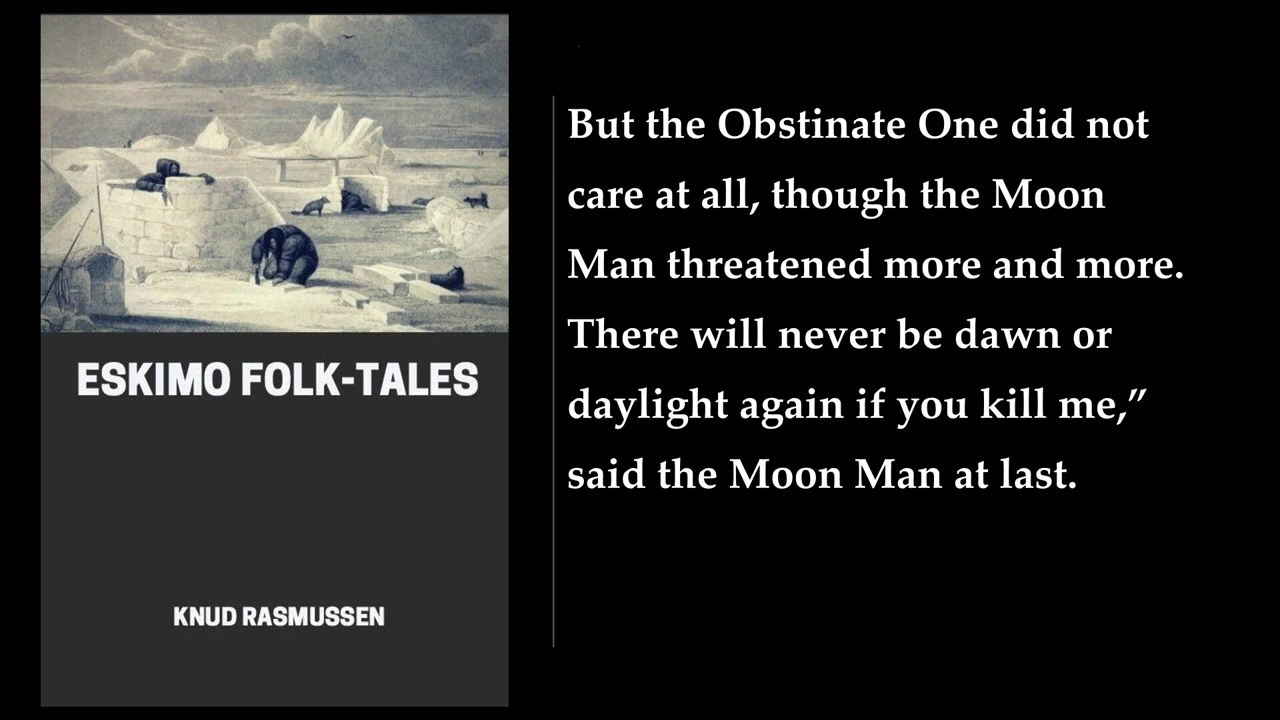 ESKIMO FOLK-TALES
KNUD RASMUSSEN
But the Obstinate One did not
care at all, though the Moon
Man threatened more and more.
There will never be dawn or
daylight again if you kill me,”
said the Moon Man at last.